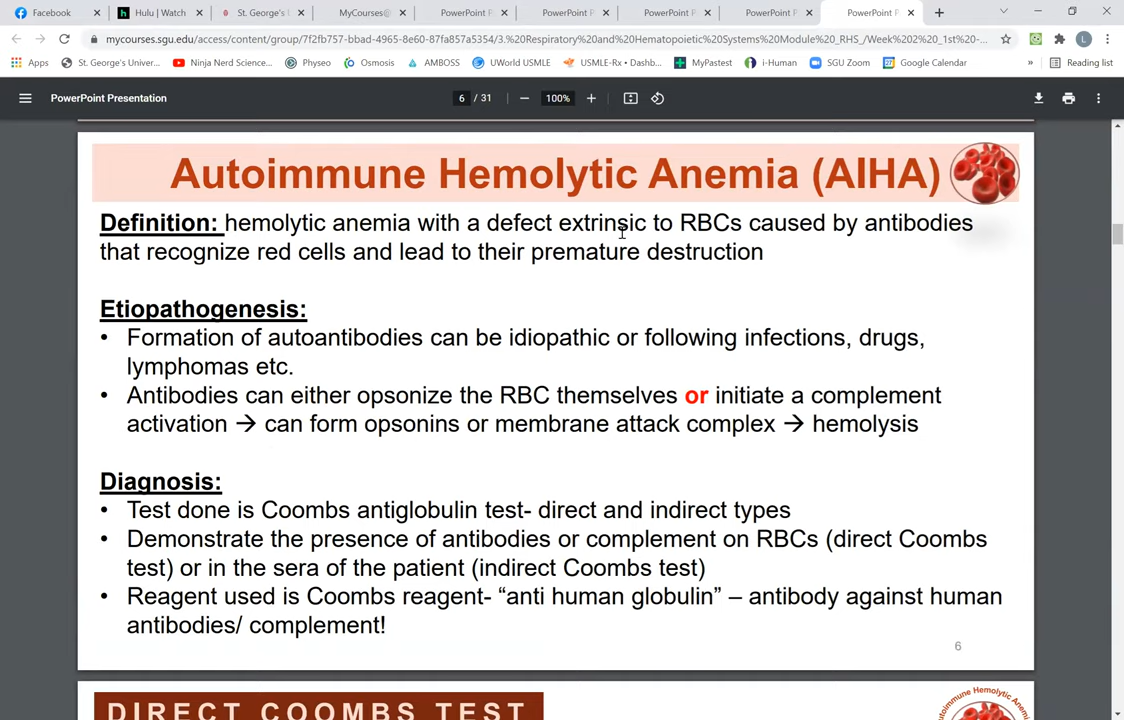 Facebook
Hulu | Watch
St. George's
MyCourses@
PowerPoint P
PowerPoint P
PowerPoint P
PowerPoint P
PowerPoint P
mycourses.sgu.edu/access/content/group/7f2fb757-bbad-4965-8e60-87fa857a5354/3.%20Respiratory%20and%20Hematopoietic%20Systems%20Module%20_RHS_/Week%202%20_1st%20-...
Apps
St. George's Univer...
Ninja Nerd Science...
Physeo
Osmosis
AMBOSS
UWorld USMLE
USMLE-Rx • Dashb...
MyPastest
i-Human
SGU Zoom
Google Calendar
»
Reading list
PowerPoint Presentation
6 / 31
100%
Autoimmune Hemolytic Anemia (AIHA)
Definition: hemolytic anemia with a defect extrinsic to RBCs caused by antibodies
that recognize red cells and lead to their premature destruction
Etiopathogenesis:
• Formation of autoantibodies can be idiopathic or following infections, drugs,
lymphomas etc.
• Antibodies can either opsonize the RBC themselves or initiate a complement
activation → can form opsonins or membrane attack complex → hemolysis
Diagnosis:
• Test done is Coombs antiglobulin test- direct and indirect types
• Demonstrate the presence of antibodies or complement on RBCs (direct Coombs
test) or in the sera of the patient (indirect Coombs test)
• Reagent used is Coombs reagent- “anti human globulin” – antibody against human
antibodies/ complement!
6
DIRECT COOMBS TEST
Autoimmune Hemolytic